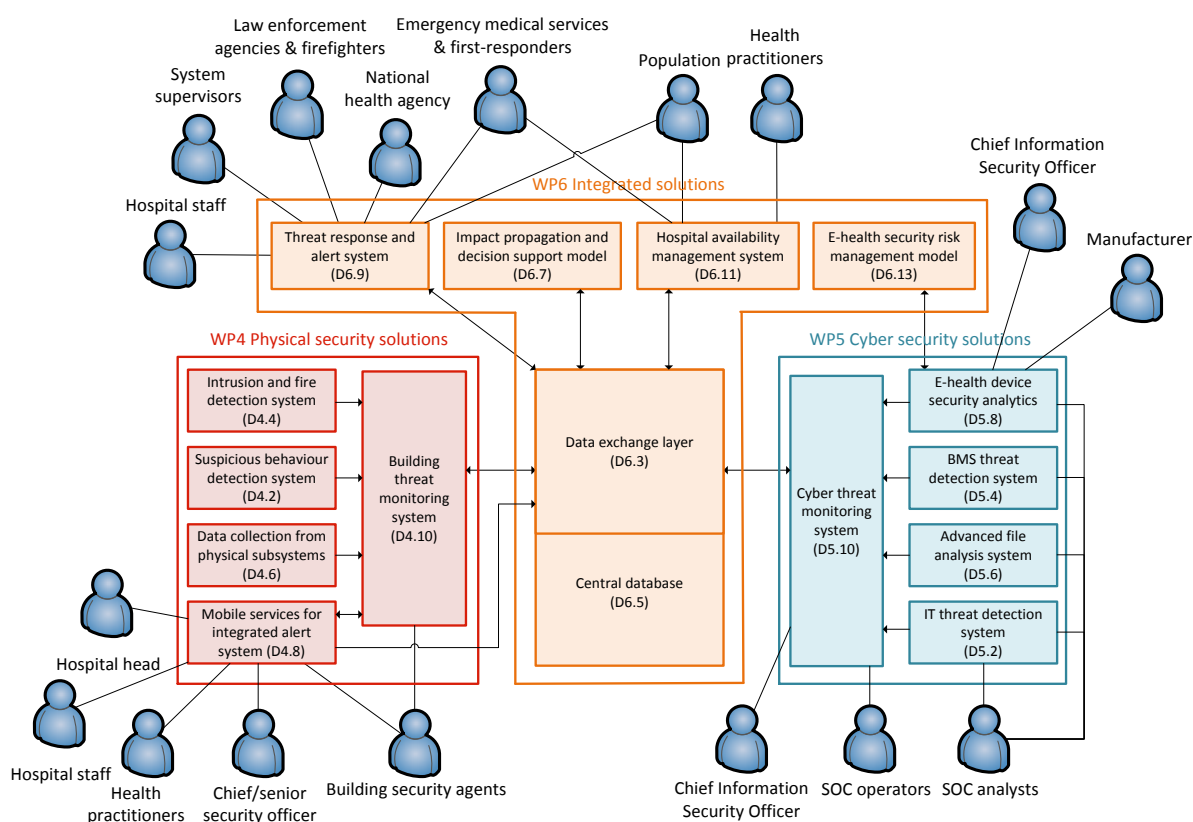 Law enforcement
agencies & firefighters
Emergency medical services
& first-responders
Health
practitioners
Population
System
supervisors
National
health agency
Chief Information
Security Officer
Hospital staff
Manufacturer
WP6 Integrated solutions
Threat response and
alert system
(D6.9)
Impact propagation and
decision support model
(D6.7)
Hospital availability
management system
(D6.11)
E-health security risk
management model
(D6.13)
WP4 Physical security solutions
Intrusion and fire
detection system
(D4.4)
Suspicious behaviour
detection system
(D4.2)
Data collection from
physical subsystems
(D4.6)
Mobile services for
integrated alert
system (D4.8)
Building
threat
monitoring
system
(D4.10)
Data exchange layer
(D6.3)
Central database
(D6.5)
WP5 Cyber security solutions
Cyber threat
monitoring
system
(D5.10)
E-health device
security analytics
(D5.8)
BMS threat
detection system
(D5.4)
Advanced file
analysis system
(D5.6)
IT threat detection
system
(D5.2)
Hospital head
Hospital staff
Health
practitioners
Chief/senior
security officer
Building security agents
Chief Information
Security Officer
SOC operators
SOC analysts